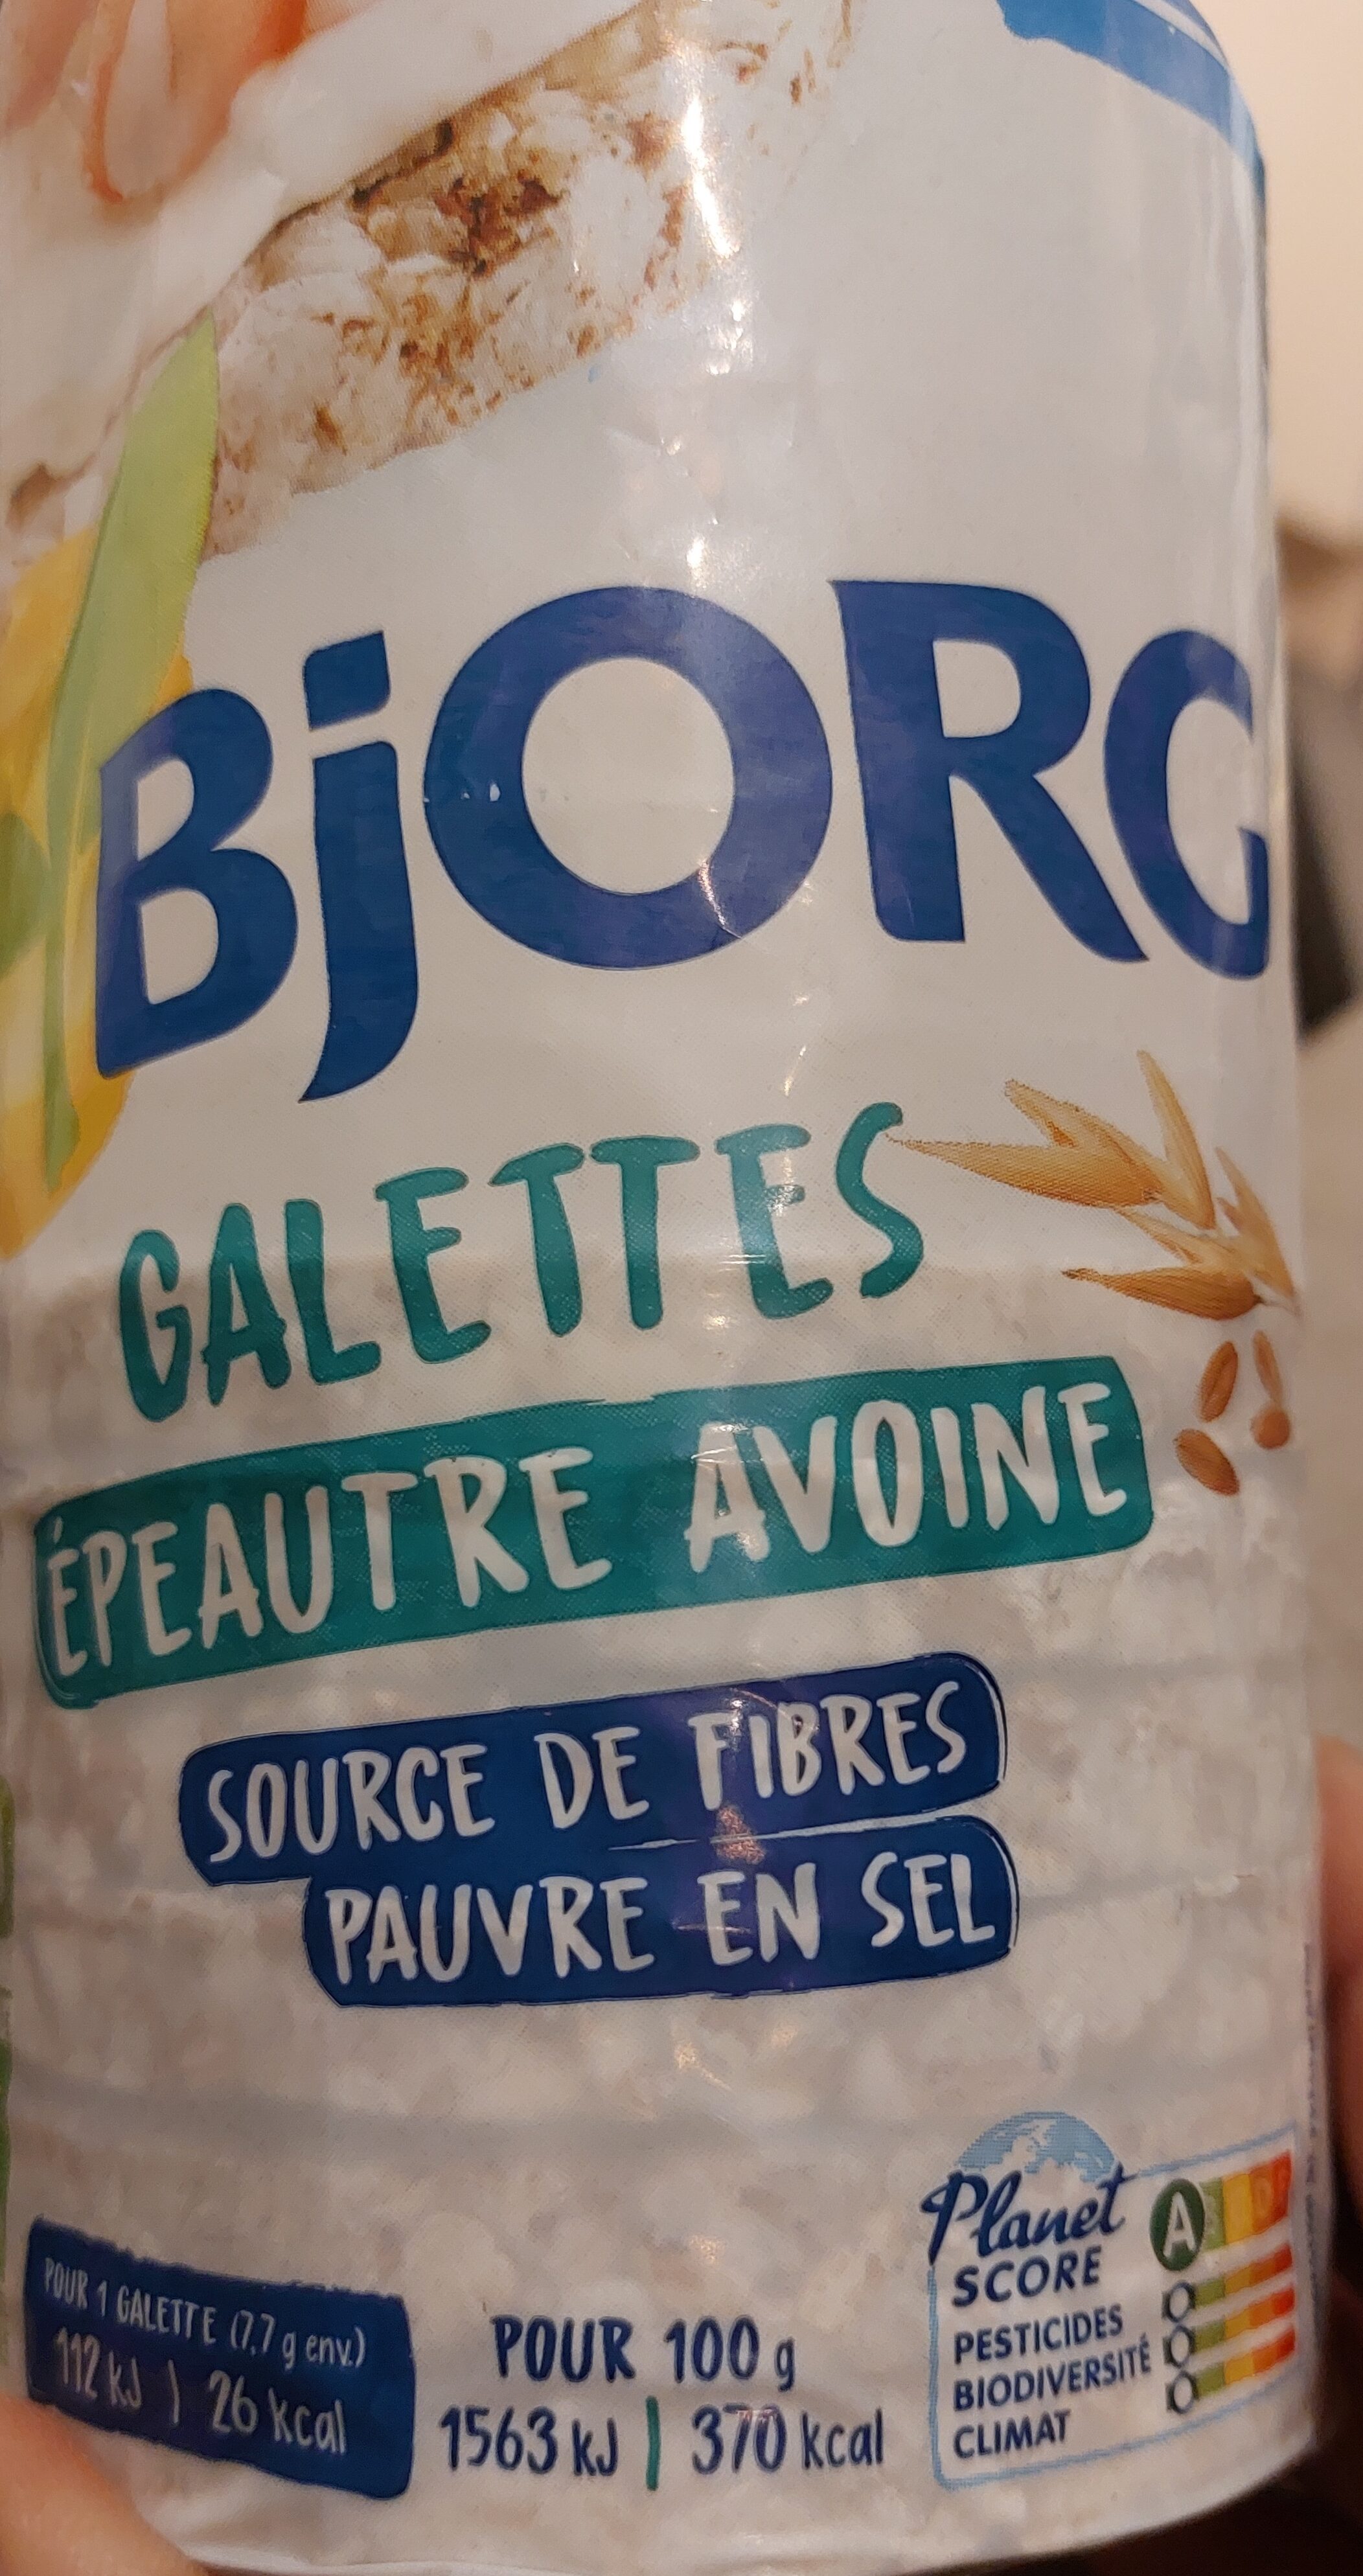 BjORG
GALETTES
ÉPEAUTRE AVOINE
SOURCE DE FIBRES
PAUVRE EN SEL
POUR 1 GALETTE (7,7 g env.)
112 kJ | 26 kcal
POUR 100 g
1563 kJ | 370 kcal
Planet
SCORE
A
PESTICIDES
BIODIVERSITÉ
CLIMAT